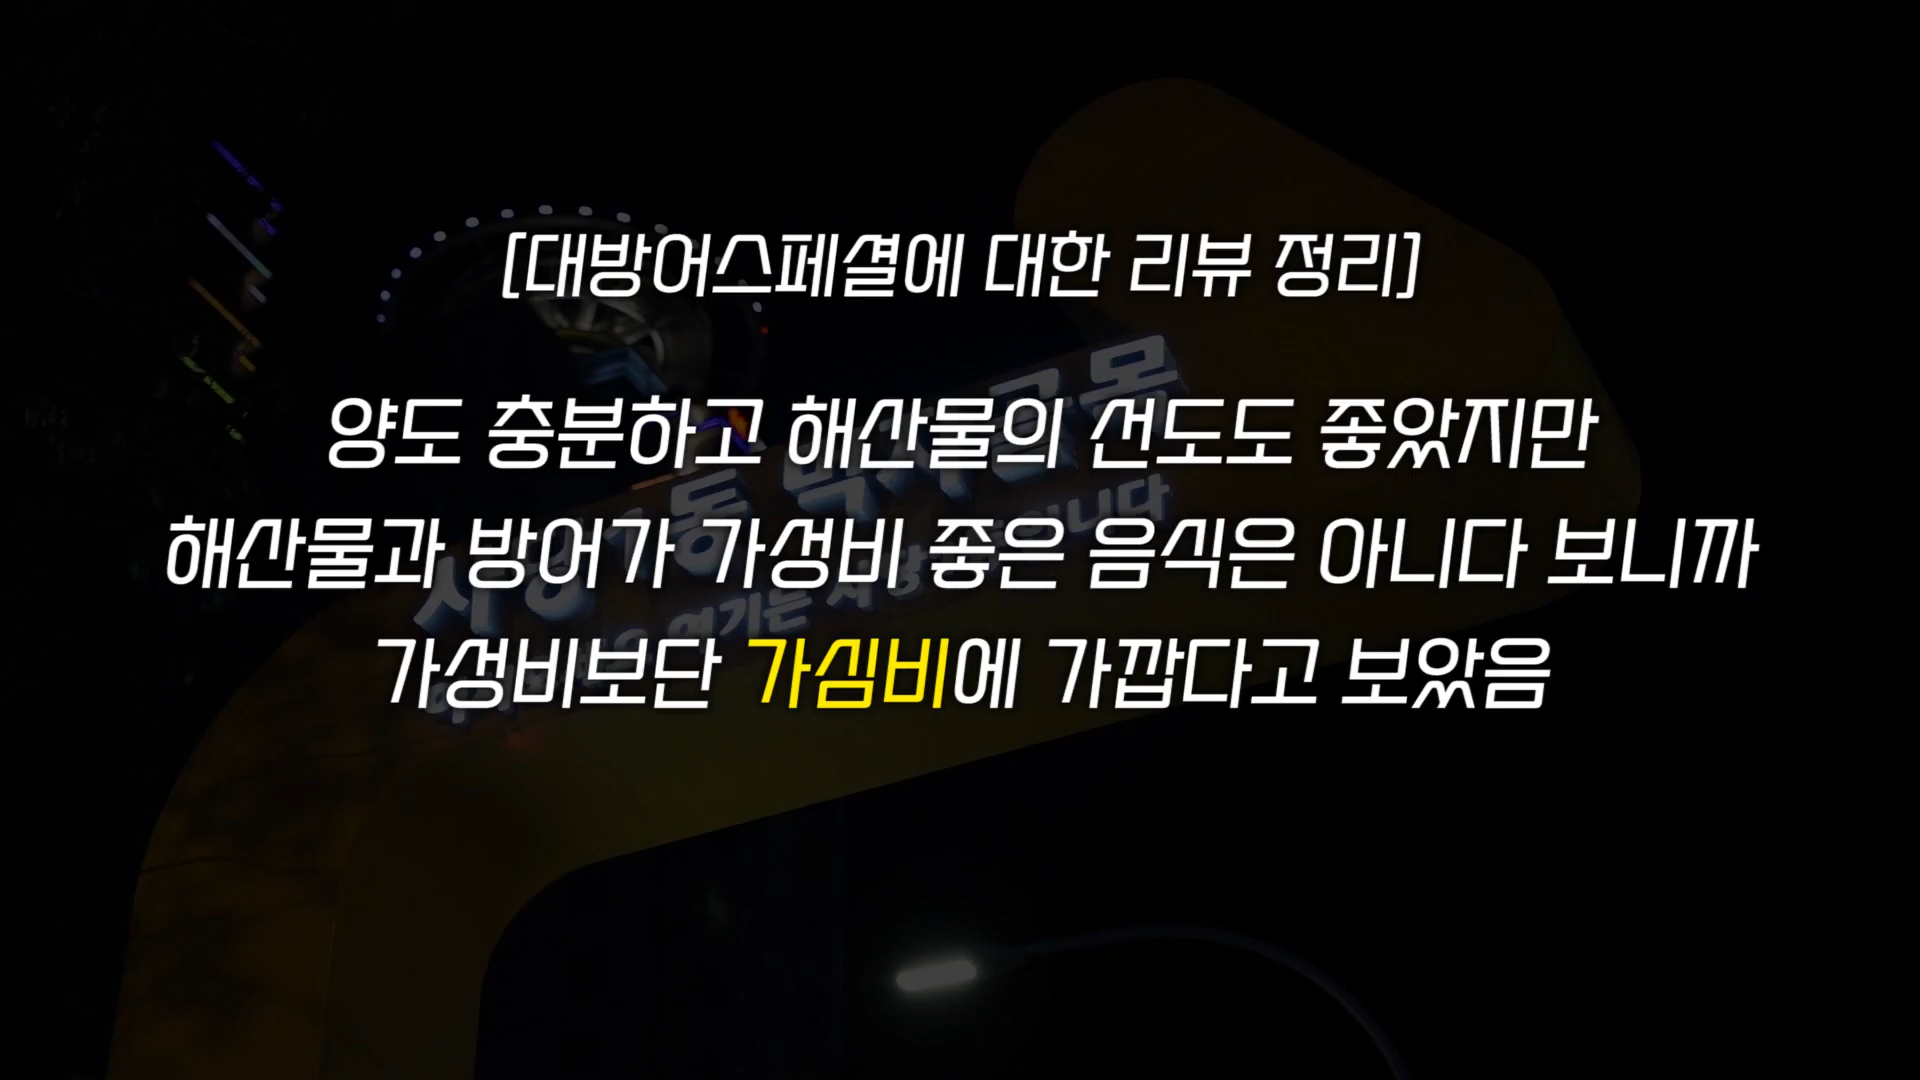 [대방어스페셜에 대한 리뷰 정리]
양도 충분하고 해산물의 선도도 좋았지만
해산물과 방어가 가성비 좋은 음식은 아니다 보니까
가성비보단 가심비에 가깝다고 보았음